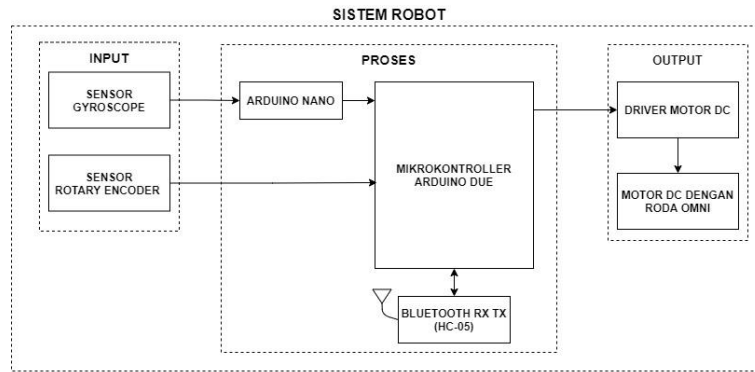 SISTEM ROBOT
INPUT
SENSOR
GYROSCOPE
SENSOR
ROTARY ENCODER
PROSES
ARDUINO NANO
MIKROKONTROLLER
ARDUINO DUE
BLUETOOTH RX TX
(HC-05)
OUTPUT
DRIVER MOTOR DC
MOTOR DC DENGAN
RODA OMNI